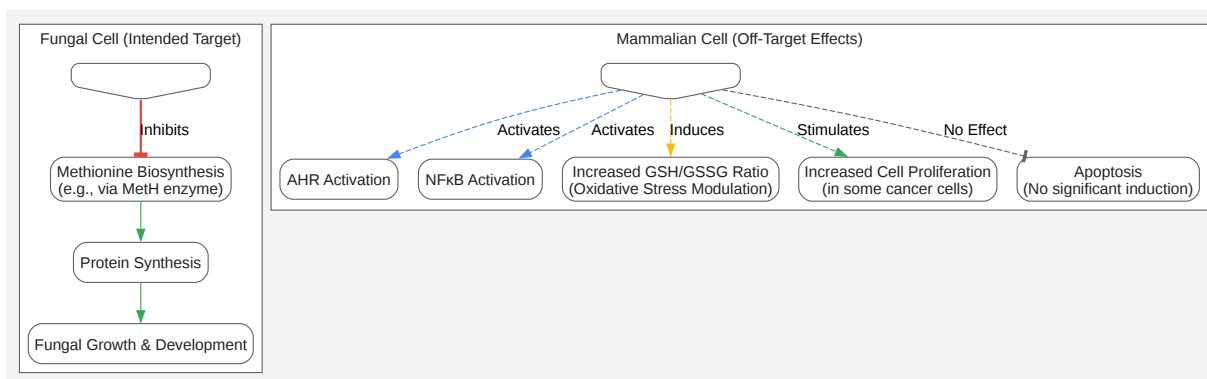 Fungal Cell (Intended Target)
Inhibits
Methionine Biosynthesis
(e.g., via MetH enzyme)
Protein Synthesis
Fungal Growth & Development
Mammalian Cell (Off-Target Effects)
Activates
Activates
Induces
Stimulates
No Effect
AHR Activation
NFκB Activation
Increased GSH/GSSG Ratio
(Oxidative Stress Modulation)
Increased Cell Proliferation
(in some cancer cells)
Apoptosis
(No significant induction)